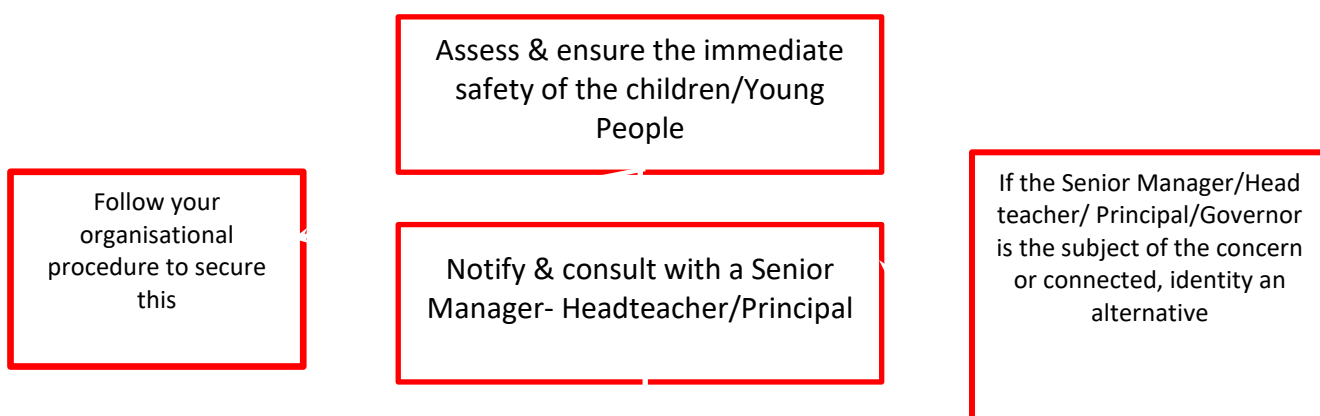 Assess & ensure the immediate
safety of the children/Young
People
Follow your
organisational
procedure to secure
this
Notify & consult with a Senior
Manager- Headteacher/Principal
If the Senior Manager/Head
teacher/ Principal/Governor
is the subject of the concern
or connected, identity an
alternative